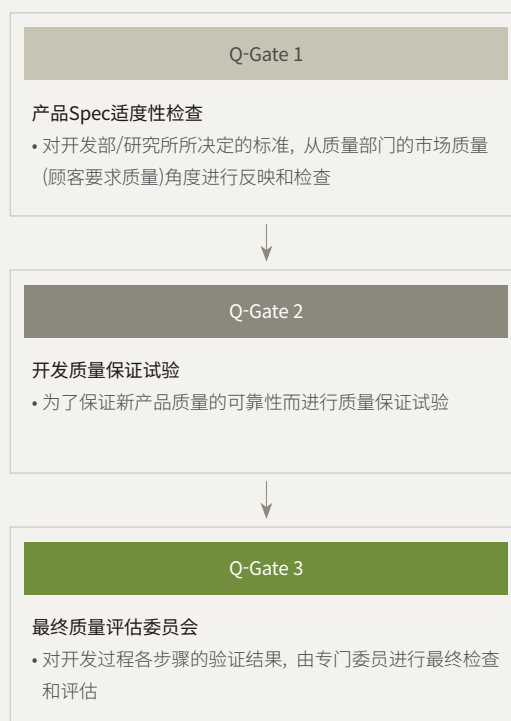 Q-Gate 1
产品Spec适度性检查
• 对开发部/研究所所决定的标准, 从质量部门的市场质量
(顾客要求质量)角度进行反映和检查
Q-Gate 2
开发质量保证试验
• 为了保证新产品质量的可靠性而进行质量保证试验
Q-Gate 3
最终质量评估委员会
• 对开发过程各步骤的验证结果, 由专门委员进行最终检查
和评估